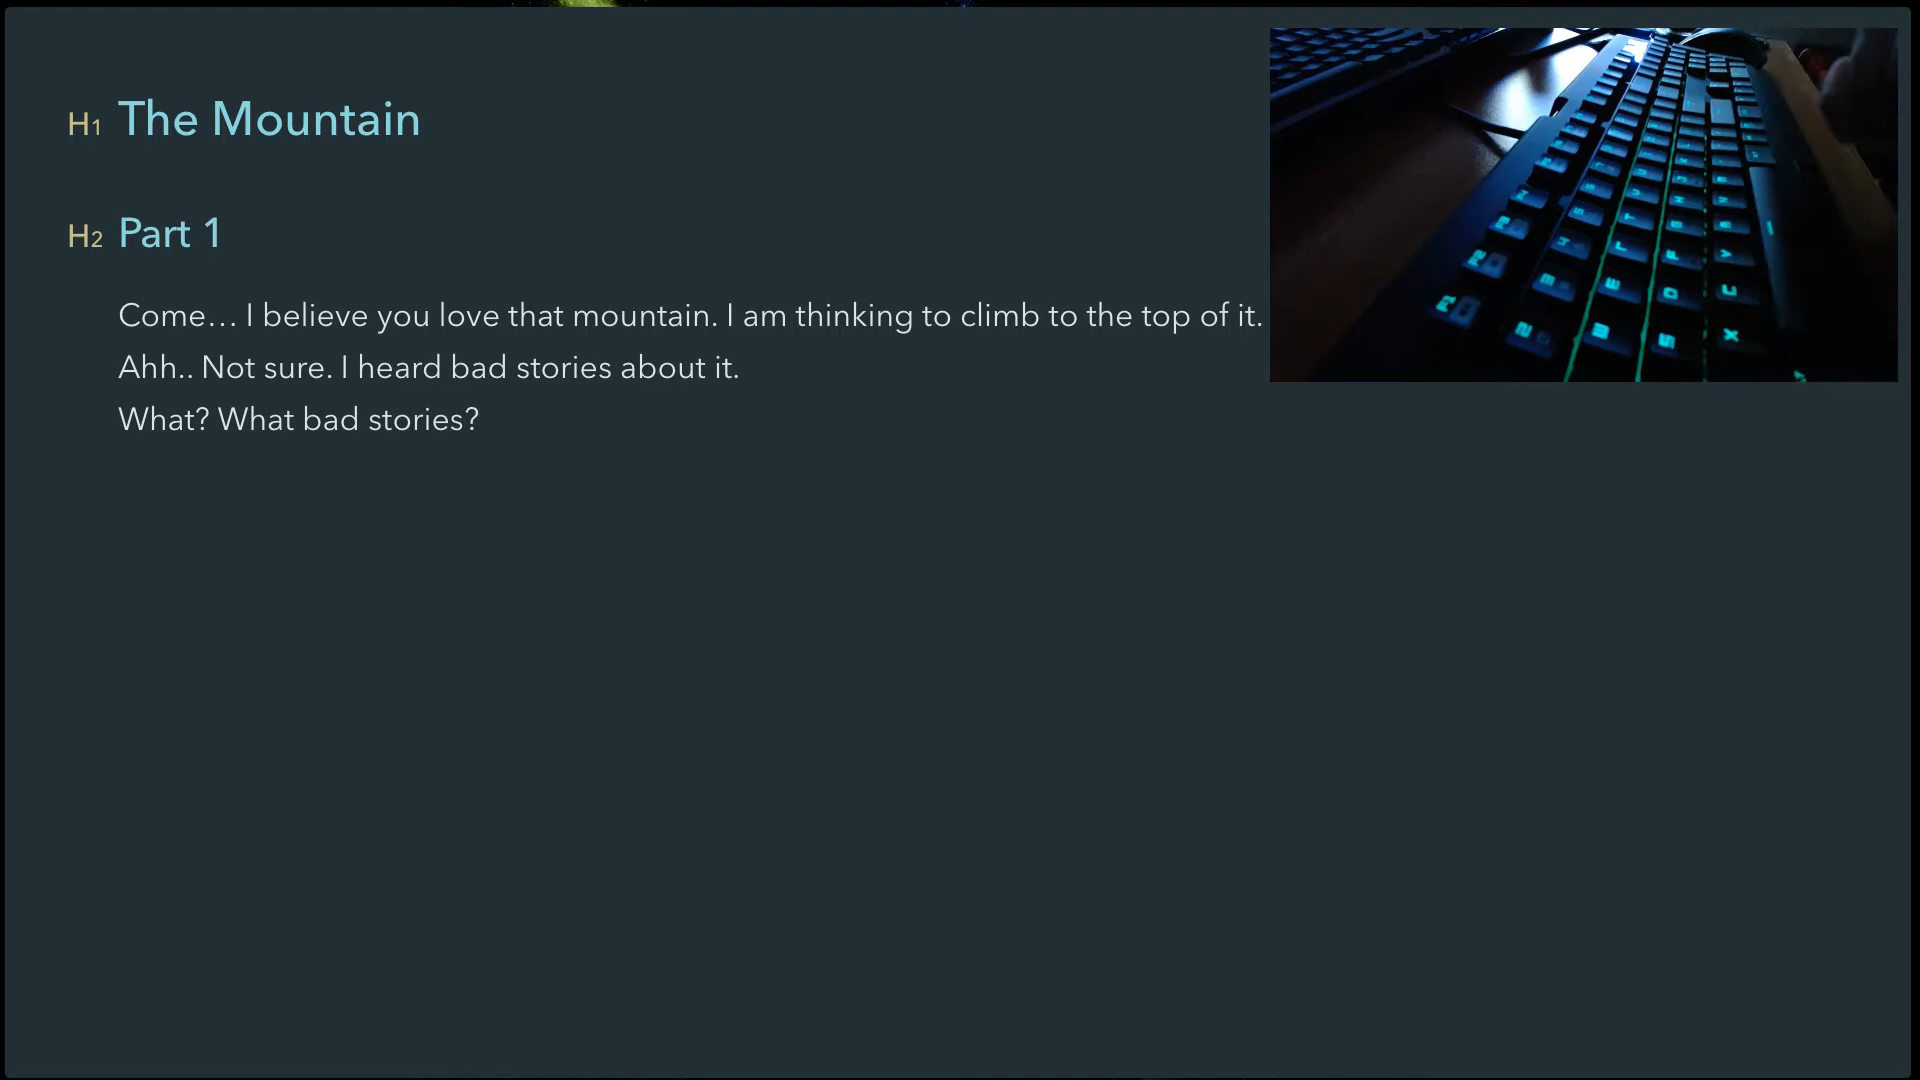 H1 The Mountain
H2 Part 1
Come… I believe you love that mountain. I am thinking to climb to the top of it.
Ahh.. Not sure. I heard bad stories about it.
What? What bad stories?